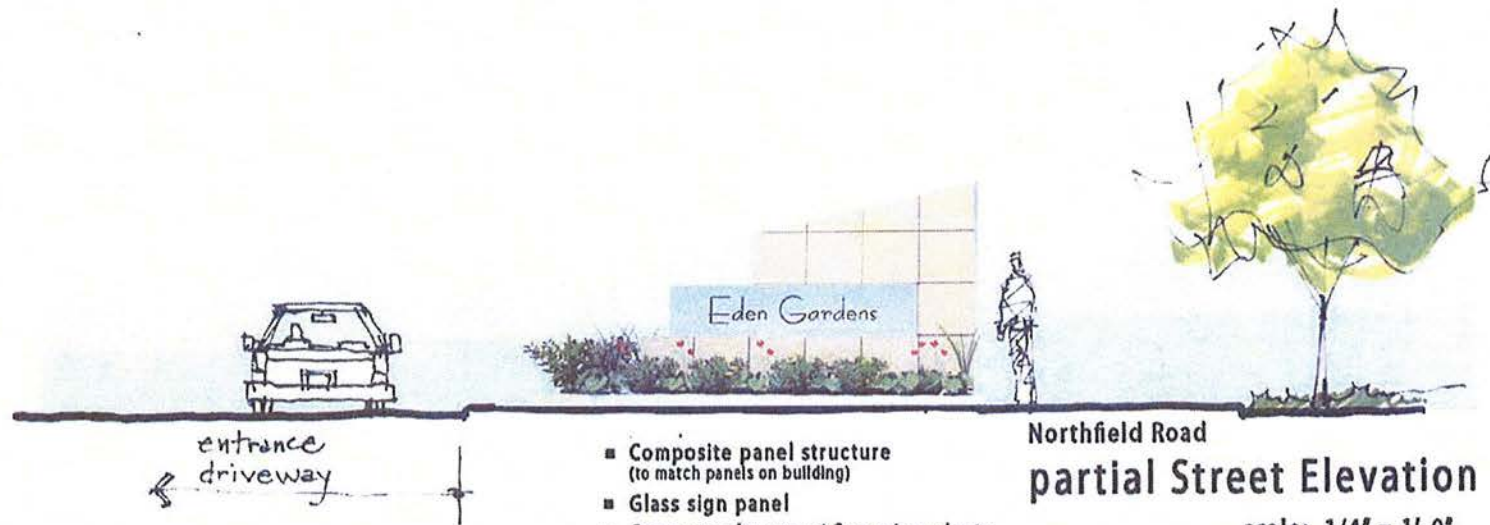 Eden Gardens
entrance
driveway
▪ Composite panel structure
(to match panels on building)
▪ Glass sign panel
Northfield Road
partial Street Elevation